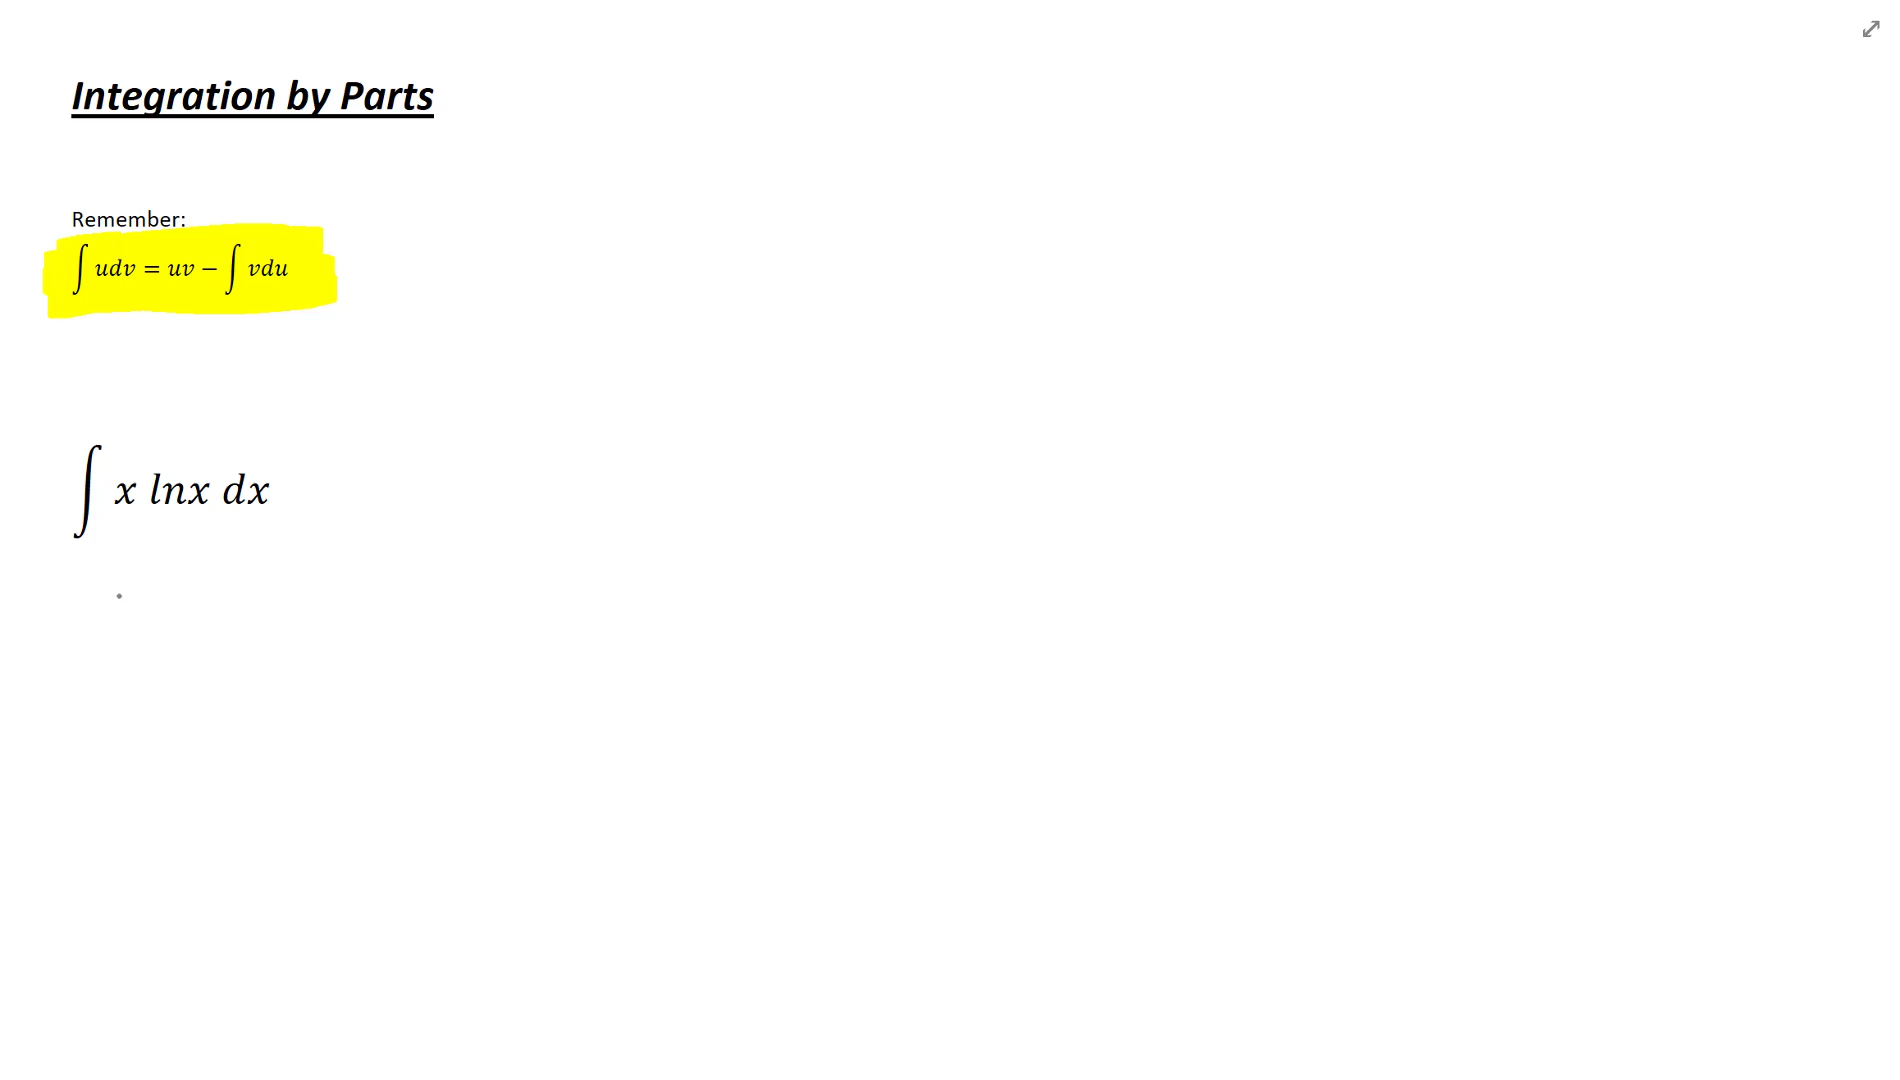 Integration by Parts
Remember:
∫ udv = uv − ∫ vdu
∫ x lnx dx